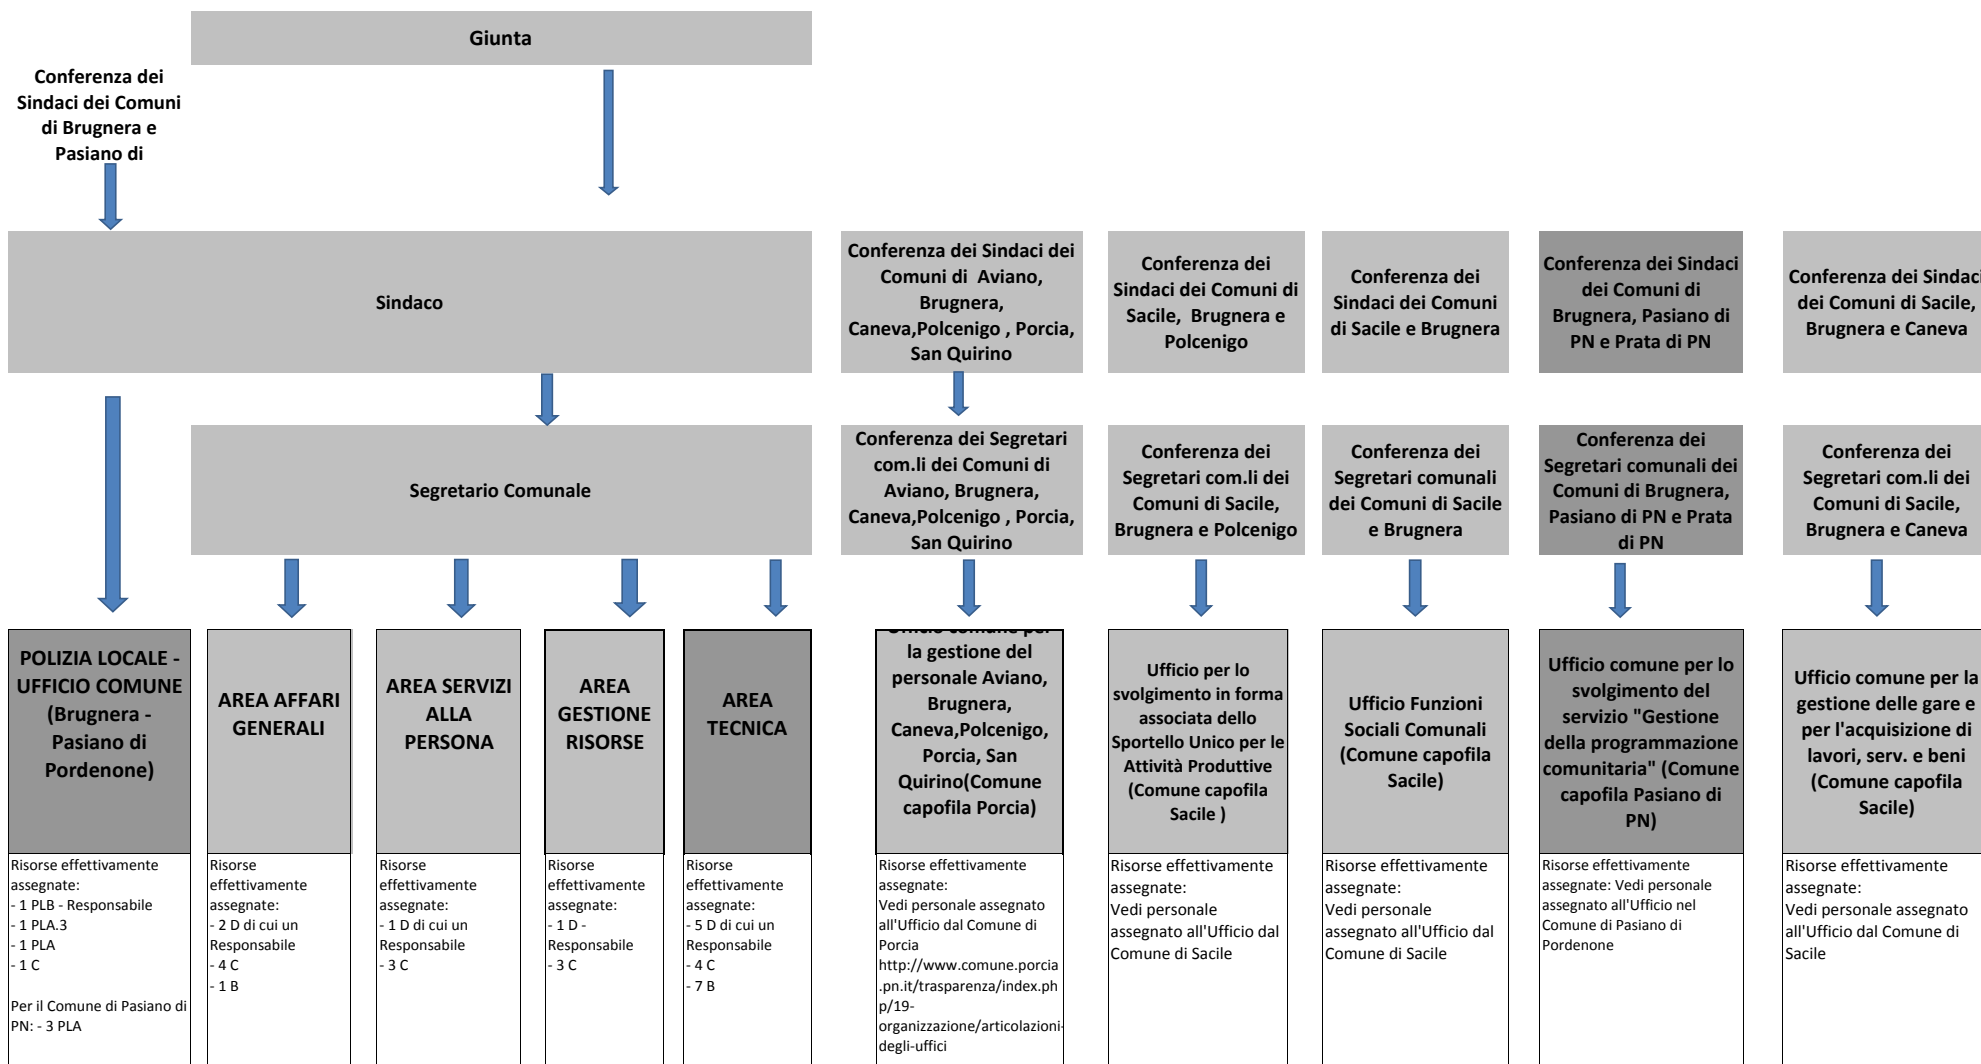 Giunta
Conferenza dei
Sindaci dei Comuni
di Brugnera e
Pasiano di
Sindaco
Conferenza dei Sindaci dei
Comuni di  Aviano,
Brugnera,
Caneva,Polcenigo , Porcia,
San Quirino
Conferenza dei
Sindaci dei Comuni di
Sacile,  Brugnera e
Polcenigo
Conferenza dei
Sindaci dei Comuni
di Sacile e Brugnera
Conferenza dei Sindaci
dei Comuni di
Brugnera, Pasiano di
PN e Prata di PN
Conferenza dei Sindaci
dei Comuni di Sacile,
Brugnera e Caneva
Segretario Comunale
Conferenza dei Segretari
com.li dei Comuni di
Aviano, Brugnera,
Caneva,Polcenigo , Porcia,
San Quirino
Conferenza dei
Segretari com.li dei
Comuni di Sacile,
Brugnera e Polcenigo
Conferenza dei
Segretari comunali
dei Comuni di Sacile
e Brugnera
Conferenza dei
Segretari comunali dei
Comuni di Brugnera,
Pasiano di PN e Prata
di PN
Conferenza dei
Segretari com.li dei
Comuni di Sacile,
Brugnera e Caneva
POLIZIA LOCALE -
UFFICIO COMUNE
(Brugnera -
Pasiano di
Pordenone)
AREA AFFARI
GENERALI
AREA SERVIZI
ALLA
PERSONA
AREA
GESTIONE
RISORSE
AREA
TECNICA
Ufficio comune per
la gestione del
personale Aviano,
Brugnera,
Caneva,Polcenigo,
Porcia, San
Quirino(Comune
capofila Porcia)
Ufficio per lo
svolgimento in forma
associata dello
Sportello Unico per le
Attività Produttive
(Comune capofila
Sacile )
Ufficio Funzioni
Sociali Comunali
(Comune capofila
Sacile)
Ufficio comune per lo
svolgimento del
servizio "Gestione
della programmazione
comunitaria" (Comune
capofila Pasiano di
PN)
Ufficio comune per la
gestione delle gare e
per l'acquisizione di
lavori, serv. e beni
(Comune capofila
Sacile)
Risorse effettivamente
assegnate:
- 1 PLB - Responsabile
- 1 PLA.3
- 1 PLA
- 1 C
Per il Comune di Pasiano di
PN: - 3 PLA
Risorse
effettivamente
assegnate:
- 2 D di cui un
Responsabile
- 4 C
- 1 B
Risorse
effettivamente
assegnate:
- 1 D di cui un
Responsabile
- 3 C
Risorse
effettivamente
assegnate:
- 1 D -
Responsabile
- 3 C
Risorse
effettivamente
assegnate:
- 5 D di cui un
Responsabile
- 4 C
- 7 B
Risorse effettivamente
assegnate:
Vedi personale assegnato
all'Ufficio dal Comune di
Porcia
http://www.comune.porcia
.pn.it/trasparenza/index.ph
p/19-
organizzazione/articolazioni-
degli-uffici
Risorse effettivamente
assegnate:
Vedi personale
assegnato all'Ufficio dal
Comune di Sacile
Risorse effettivamente
assegnate:
Vedi personale
assegnato all'Ufficio dal
Comune di Sacile
Risorse effettivamente
assegnate: Vedi personale
assegnato all'Ufficio nel
Comune di Pasiano di
Pordenone
Risorse effettivamente
assegnate:
Vedi personale assegnato
all'Ufficio dal Comune di
Sacile